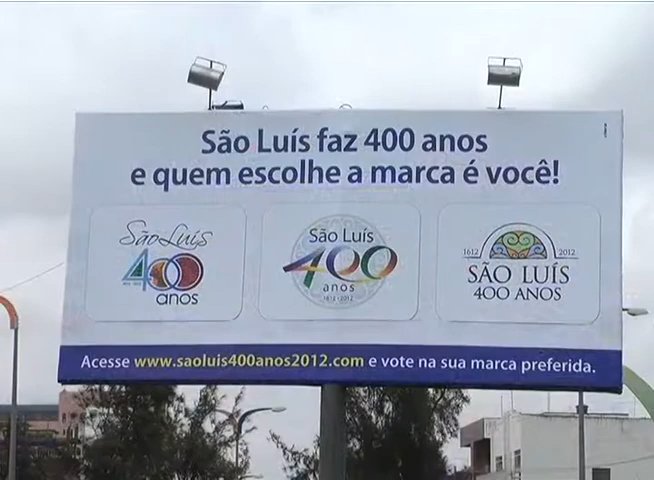 São Luís faz 400 anos
e quem escolhe a marca é você!
São Luís
400
anos
São Luís
400
anos
1612-2012
1612 2012
SÃO LUÍS
400 ANOS
Acesse www.saoluis400anos2012.com e vote na sua marca preferida.